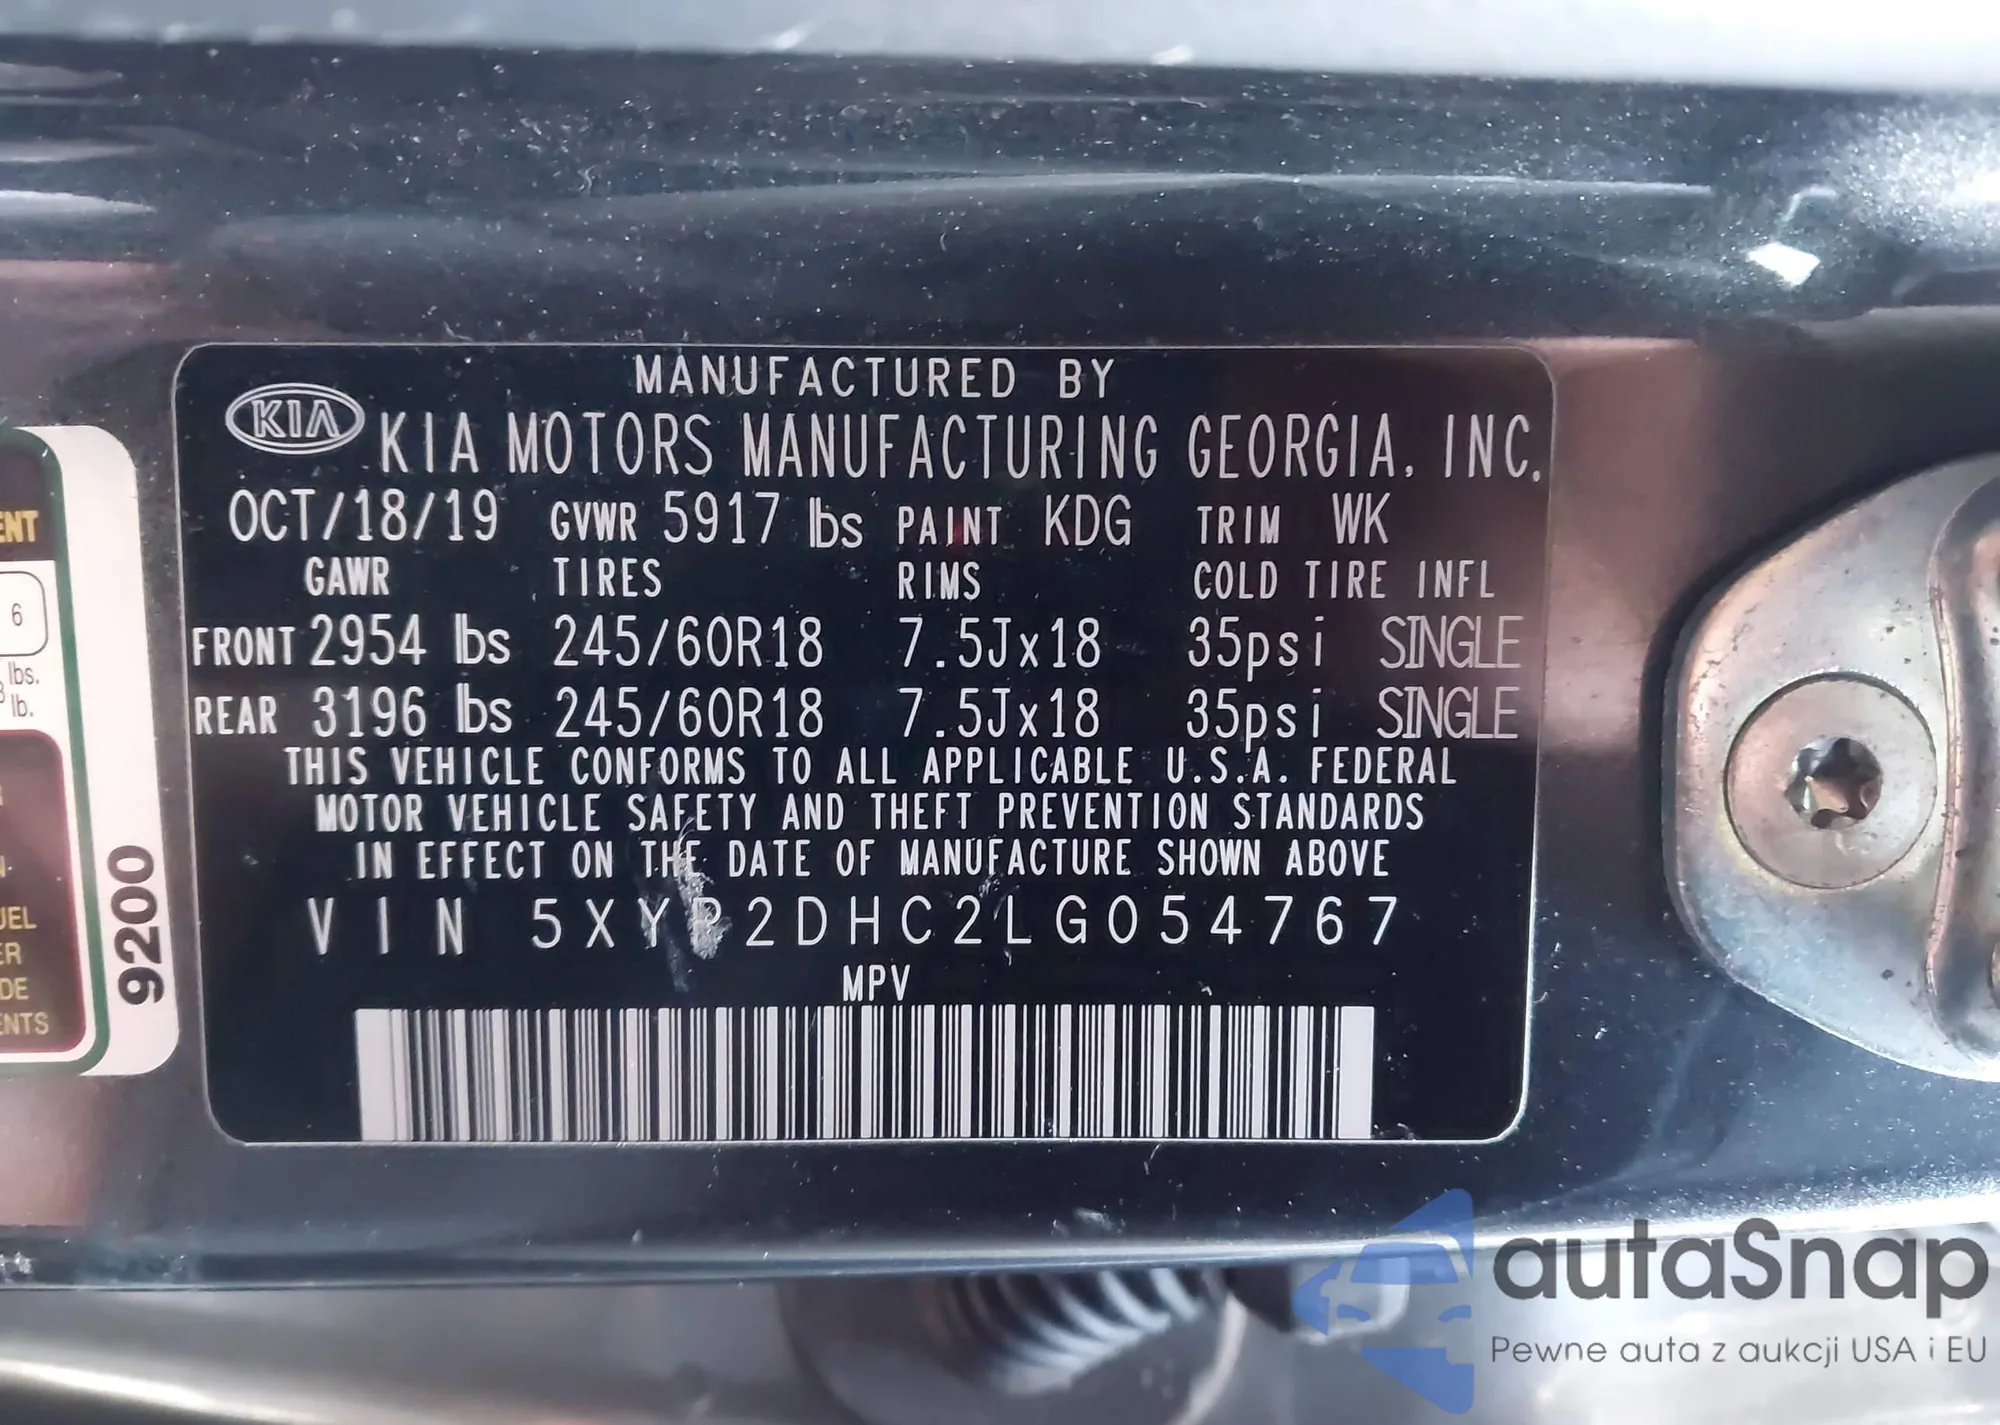 MANUFACTURED BY
KIA KIA MOTORS MANUFACTURING GEORGIA, INC.
OCT/18/19 GVWR 5917 lbs PAINT KDG TRIM WK
GAWR TIRES RIMS COLD TIRE INFL
FRONT 2954 lbs 245/60R18 7.5Jx18 35psi SINGLE
REAR 3196 lbs 245/60R18 7.5Jx18 35psi SINGLE
THIS VEHICLE CONFORMS TO ALL APPLICABLE U.S.A. FEDERAL
MOTOR VEHICLE SAFETY AND THEFT PREVENTION STANDARDS
IN EFFECT ON THE DATE OF MANUFACTURE SHOWN ABOVE
VIN 5XYP2DHC2LG054767
MPV
6
lbs.
lb.
9200
autaSnap
Pewne auta z aukcji USA i EU